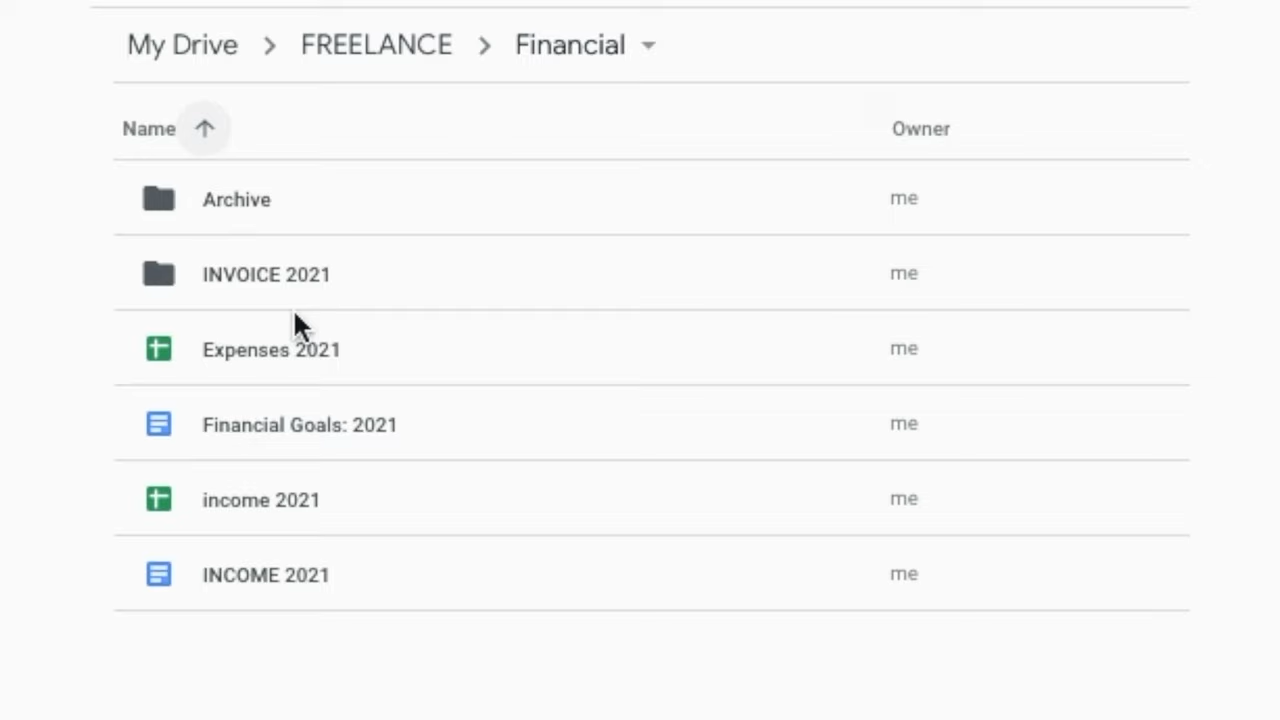 My Drive > FREELANCE > Financial
Name Owner
Archive me
INVOICE 2021 me
Expenses 2021 me
Financial Goals: 2021 me
income 2021 me
INCOME 2021 me